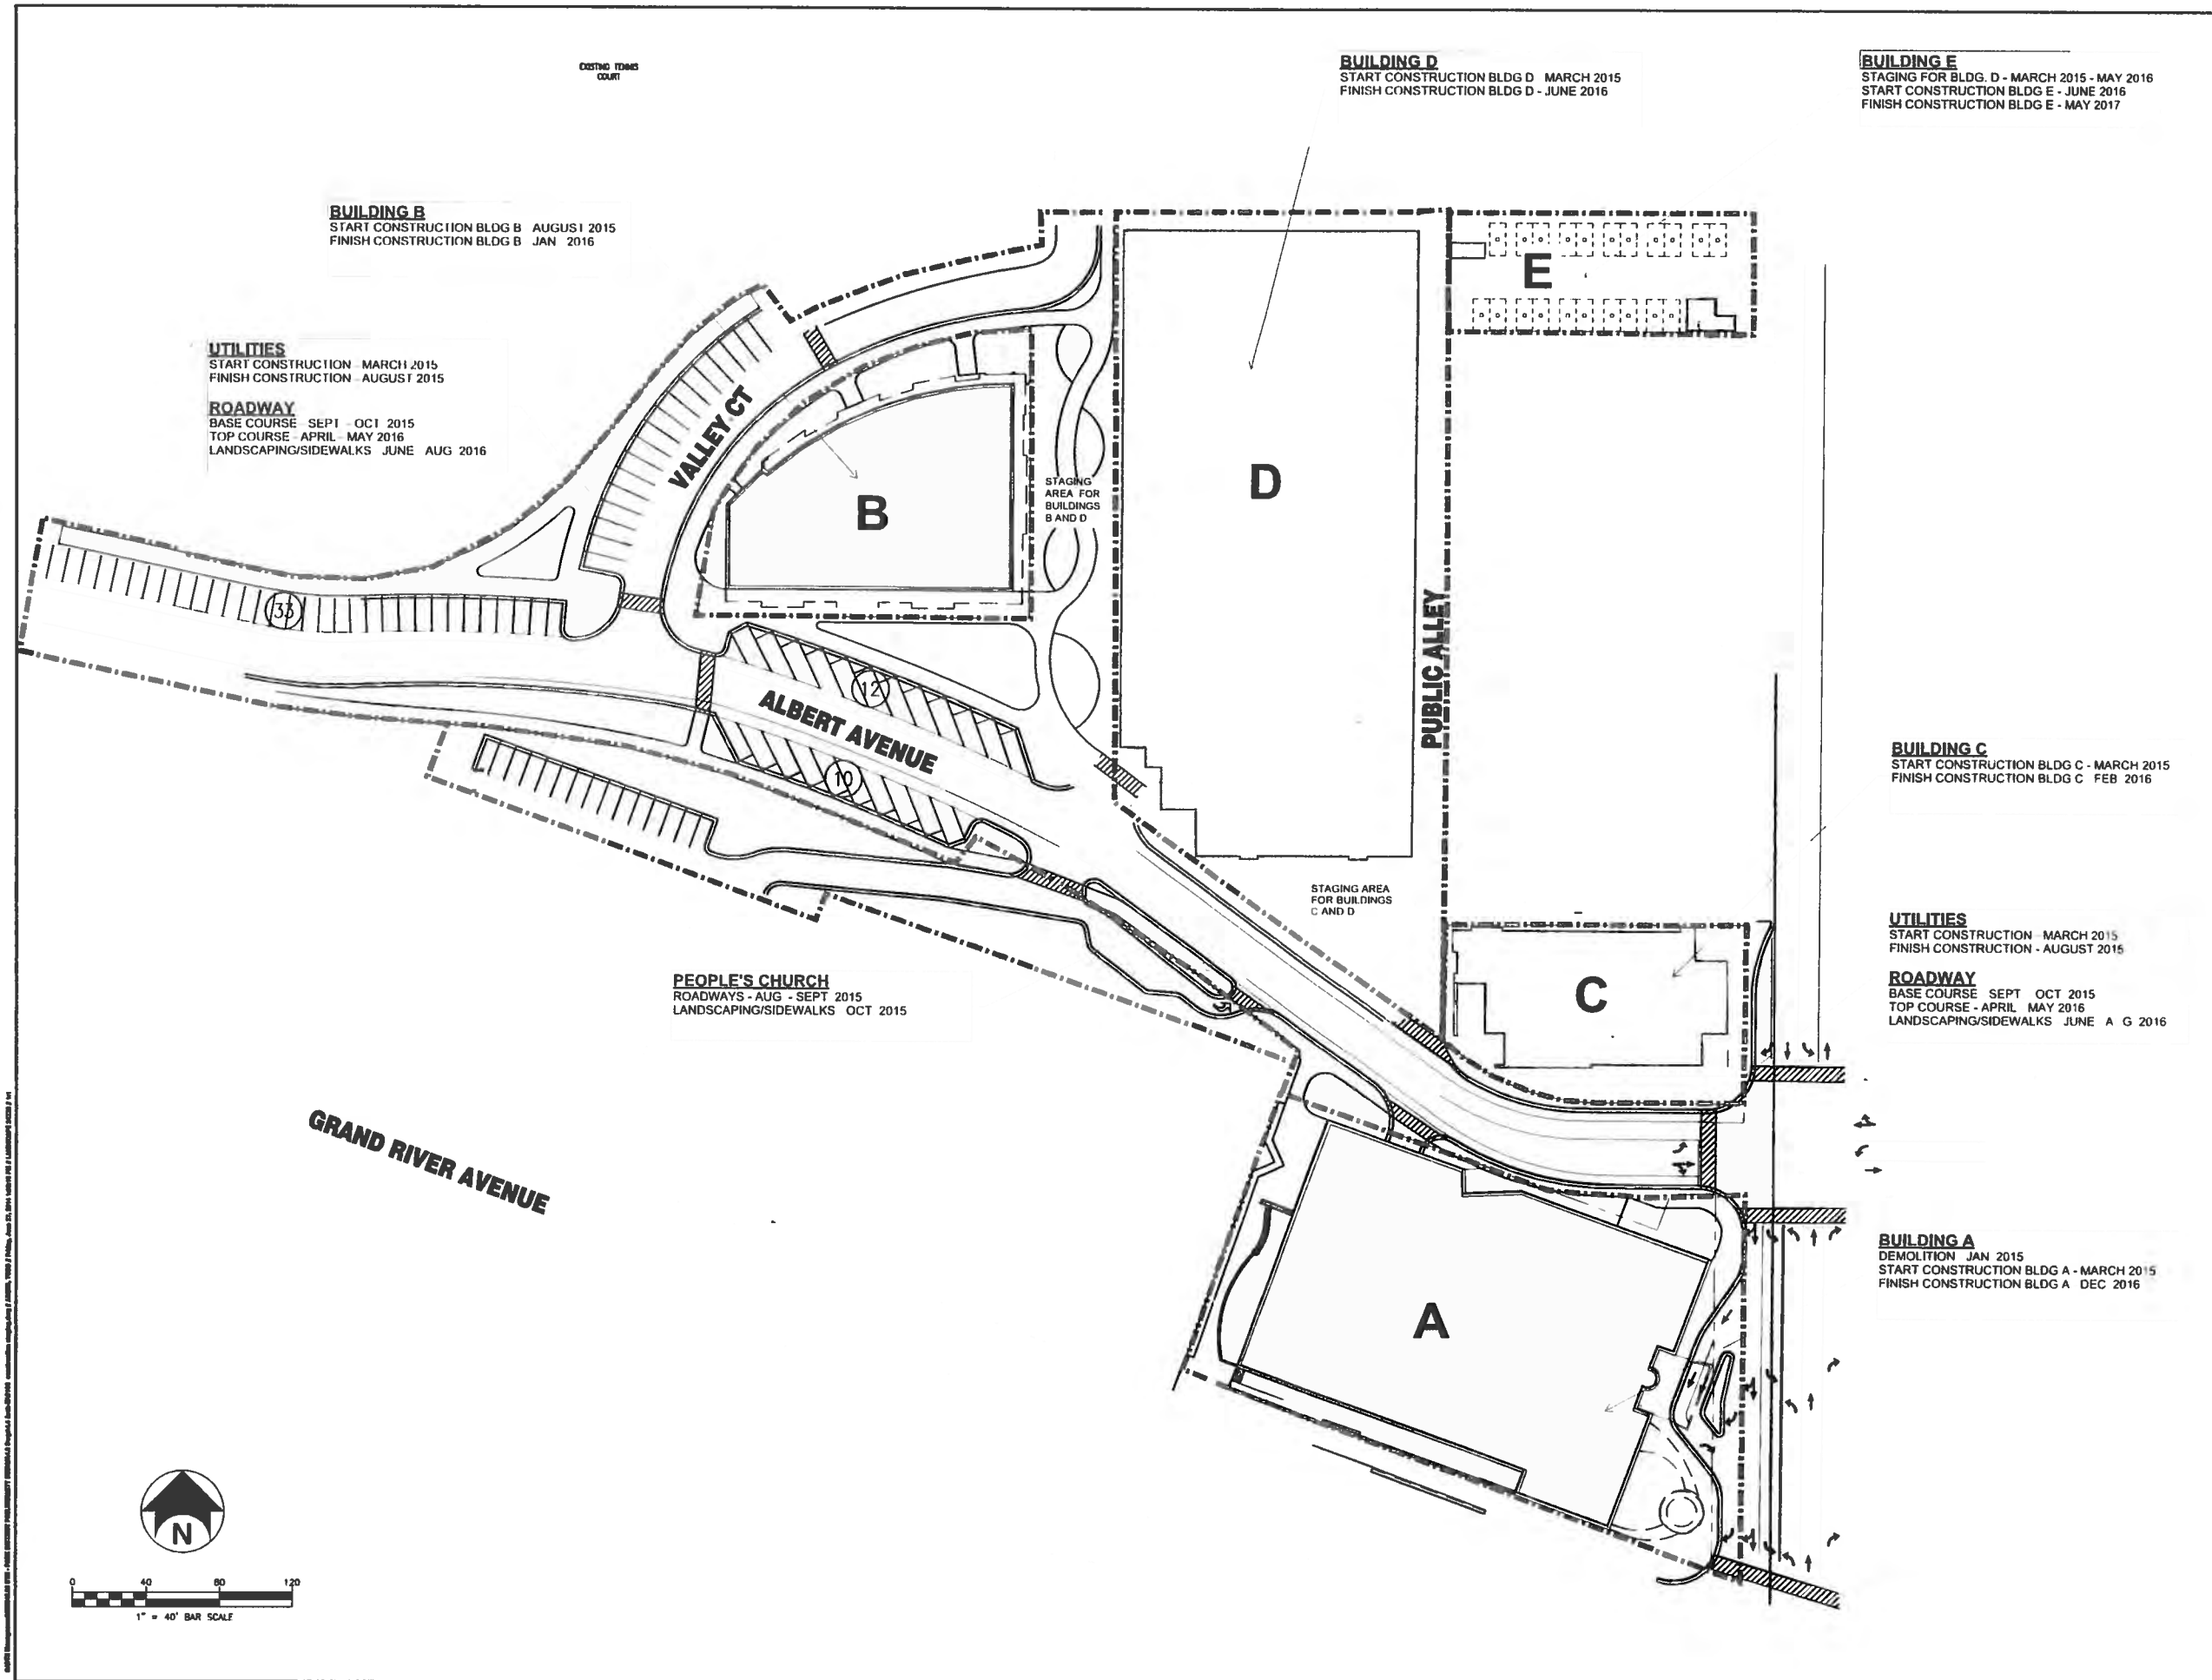 EXISTING TENNIS
COURT
BUILDING D
START CONSTRUCTION BLDG D MARCH 2015
FINISH CONSTRUCTION BLDG D - JUNE 2016
BUILDING E
STAGING FOR BLDG. D - MARCH 2015 - MAY 2016
START CONSTRUCTION BLDG E - JUNE 2016
FINISH CONSTRUCTION BLDG E - MAY 2017
BUILDING B
START CONSTRUCTION BLDG B AUGUST 2015
FINISH CONSTRUCTION BLDG B JAN 2016
UTILITIES
START CONSTRUCTION - MARCH 2015
FINISH CONSTRUCTION - AUGUST 2015
ROADWAY
BASE COURSE SEPT - OCT 2015
TOP COURSE - APRIL - MAY 2016
LANDSCAPING/SIDEWALKS JUNE AUG 2016
E
VALLEY CT
B
STAGING
AREA FOR
BUILDINGS
B AND D
D
33
12
ALBERT AVENUE
10
PUBLIC ALLEY
BUILDING C
START CONSTRUCTION BLDG C - MARCH 2015
FINISH CONSTRUCTION BLDG C FEB 2016
STAGING AREA
FOR BUILDINGS
C AND D
UTILITIES
START CONSTRUCTION MARCH 2015
FINISH CONSTRUCTION - AUGUST 2015
ROADWAY
BASE COURSE SEPT OCT 2015
TOP COURSE - APRIL MAY 2016
LANDSCAPING/SIDEWALKS JUNE A G 2016
PEOPLE'S CHURCH
ROADWAYS - AUG - SEPT 2015
LANDSCAPING/SIDEWALKS OCT 2015
C
GRAND RIVER AVENUE
BUILDING A
DEMOLITION JAN 2015
START CONSTRUCTION BLDG A - MARCH 2015
FINISH CONSTRUCTION BLDG A DEC 2016
A
N
0 40 80 120
1" = 40' BAR SCALE